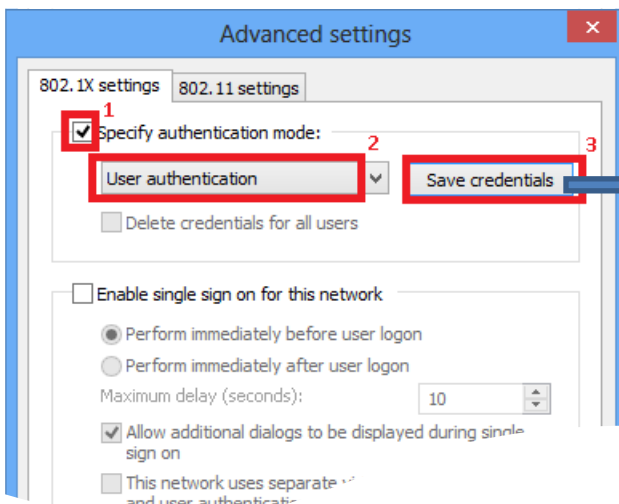 Advanced settings
802.1X settings 802.11 settings
1
Specify authentication mode:
2
3
User authentication Save credentials
Delete credentials for all users
Enable single sign on for this network
Perform immediately before user logon
Perform immediately after user logon
Maximum delay (seconds): 10
Allow additional dialogs to be displayed during single
sign on
This network uses separate
and user